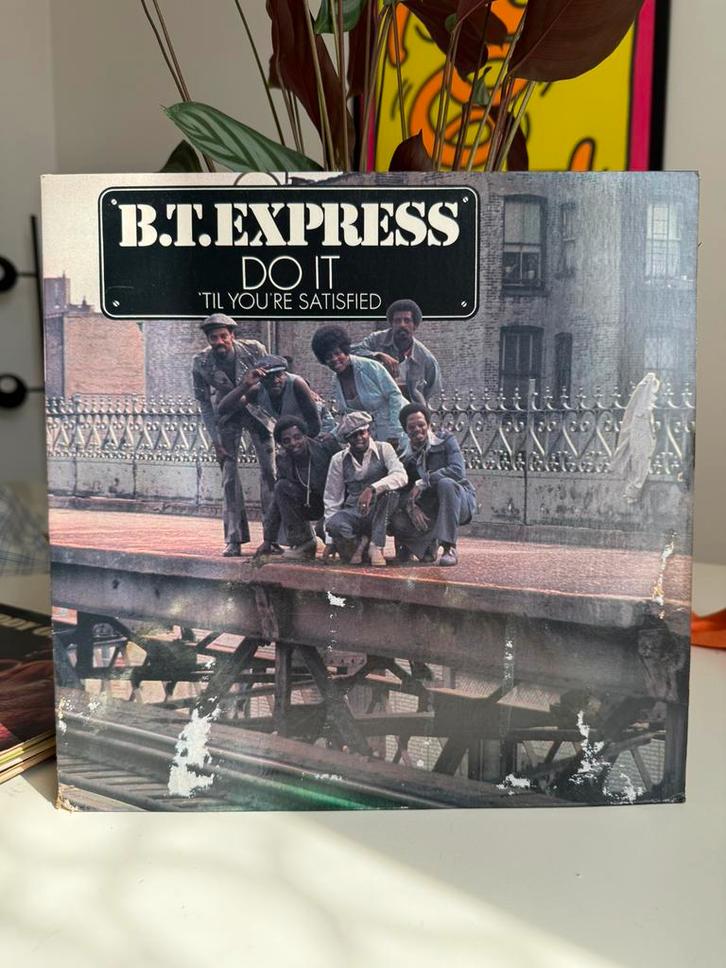 B.T.EXPRESS
DO IT
'TIL YOU'RE SATISFIED